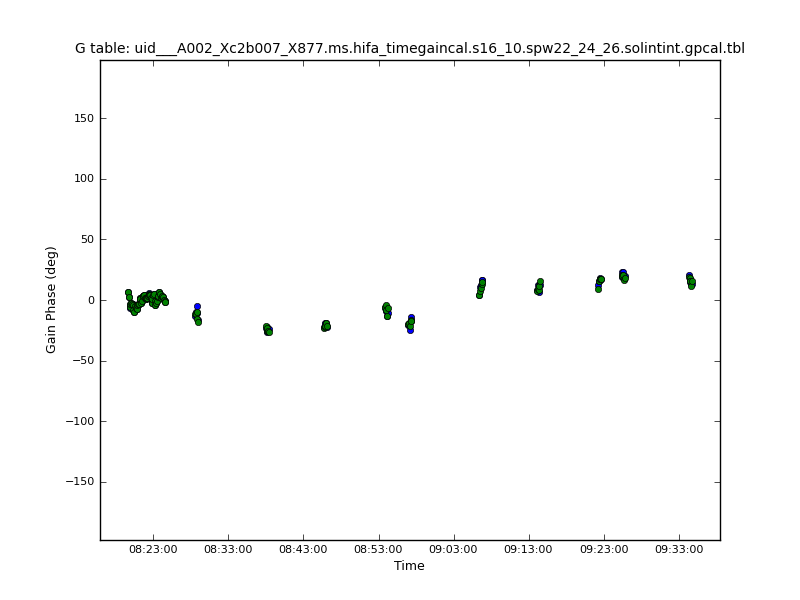 G table: uid___A002_Xc2b007_X877.ms.hifa_timegaincal.s16_10.spw22_24_26.solintint.gpcal.tbl
Gain Phase (deg)
150
100
50
0
−50
−100
−150
08:23:00 08:33:00 08:43:00 08:53:00 09:03:00 09:13:00 09:23:00 09:33:00
Time